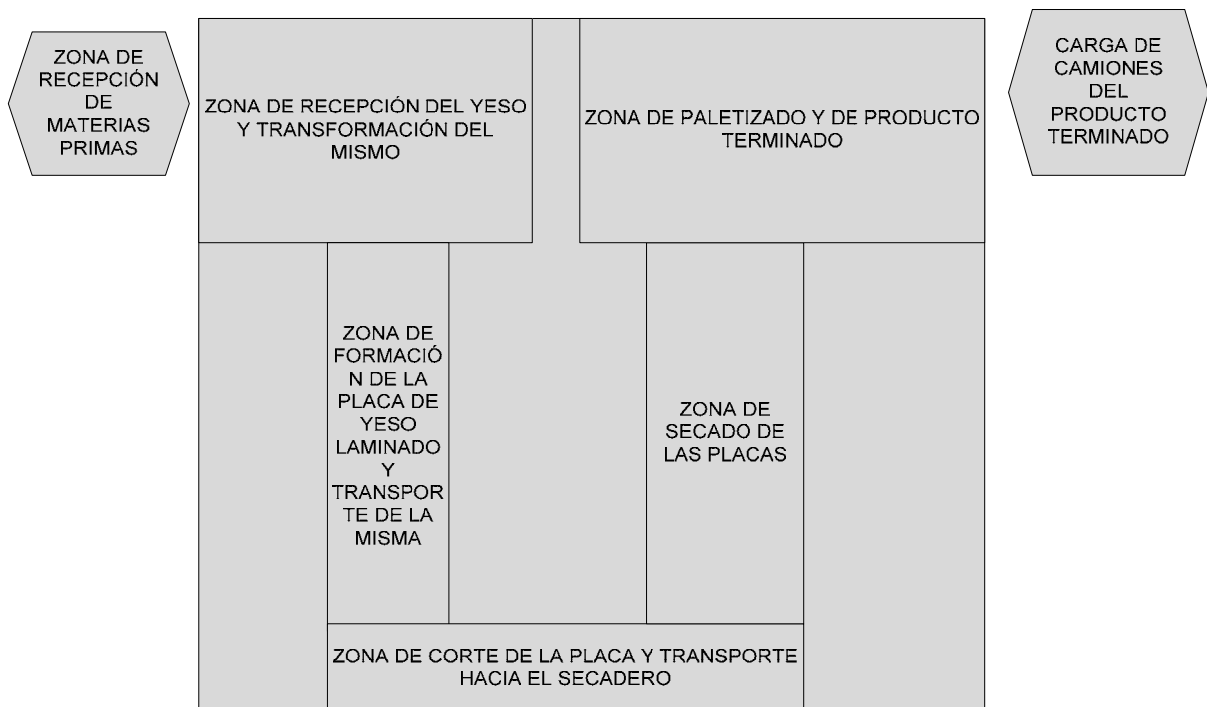 ZONA DE
RECEPCIÓN
DE
MATERIAS
PRIMAS
ZONA DE RECEPCIÓN DEL YESO
Y TRANSFORMACIÓN DEL
MISMO
ZONA DE PALETIZADO Y DE PRODUCTO
TERMINADO
CARGA DE
CAMIONES
DEL
PRODUCTO
TERMINADO
ZONA DE
FORMACIÓ
N DE LA
PLACA DE
YESO
LAMINADO
Y
TRANSPOR
TE DE LA
MISMA
ZONA DE
SECADO DE
LAS PLACAS
ZONA DE CORTE DE LA PLACA Y TRANSPORTE
HACIA EL SECADERO